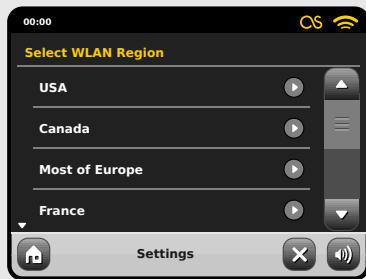 00:00
Select WLAN Region
USA
Canada
Most of Europe
France
Settings